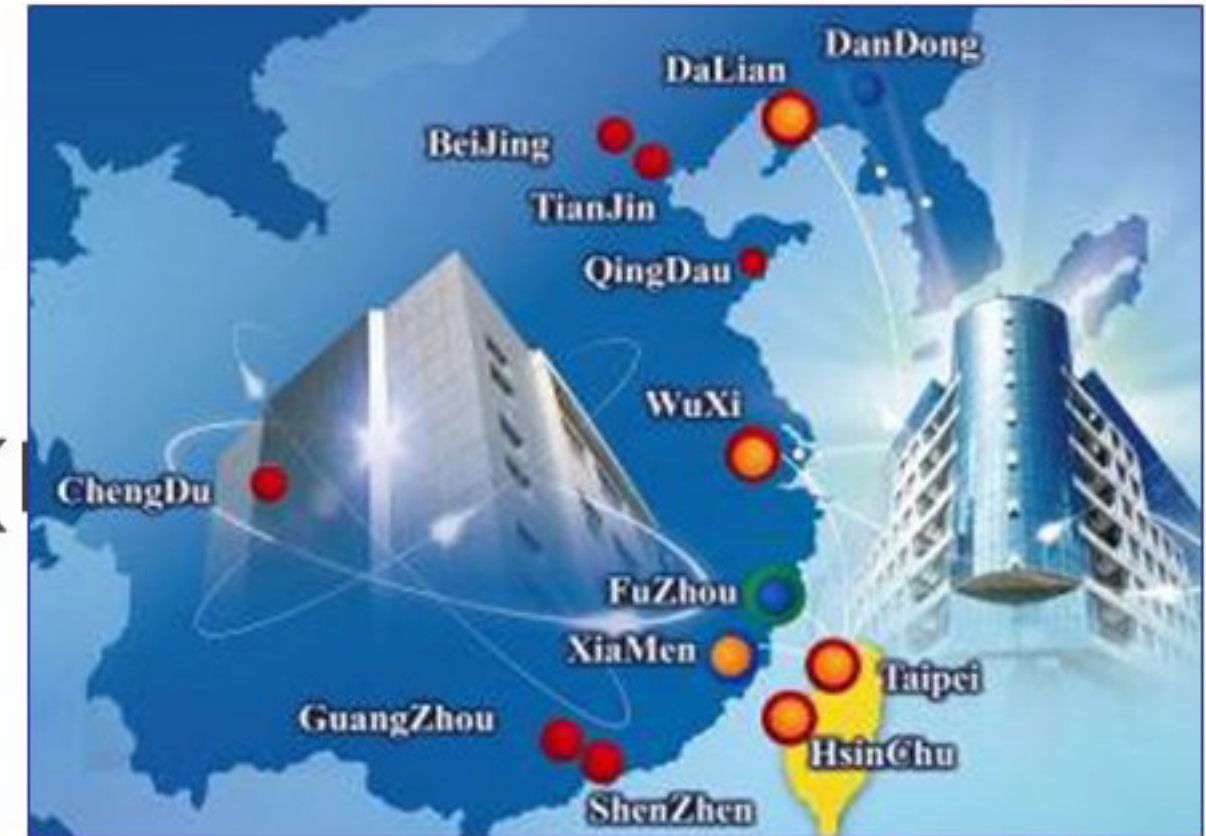 DanDong
DaLian
BeiJing
TianJin
QingDau
WuXi
ChengDu
FuZhou
XiaMen
Taipei
GuangZhou
HsinChu
ShenZhen